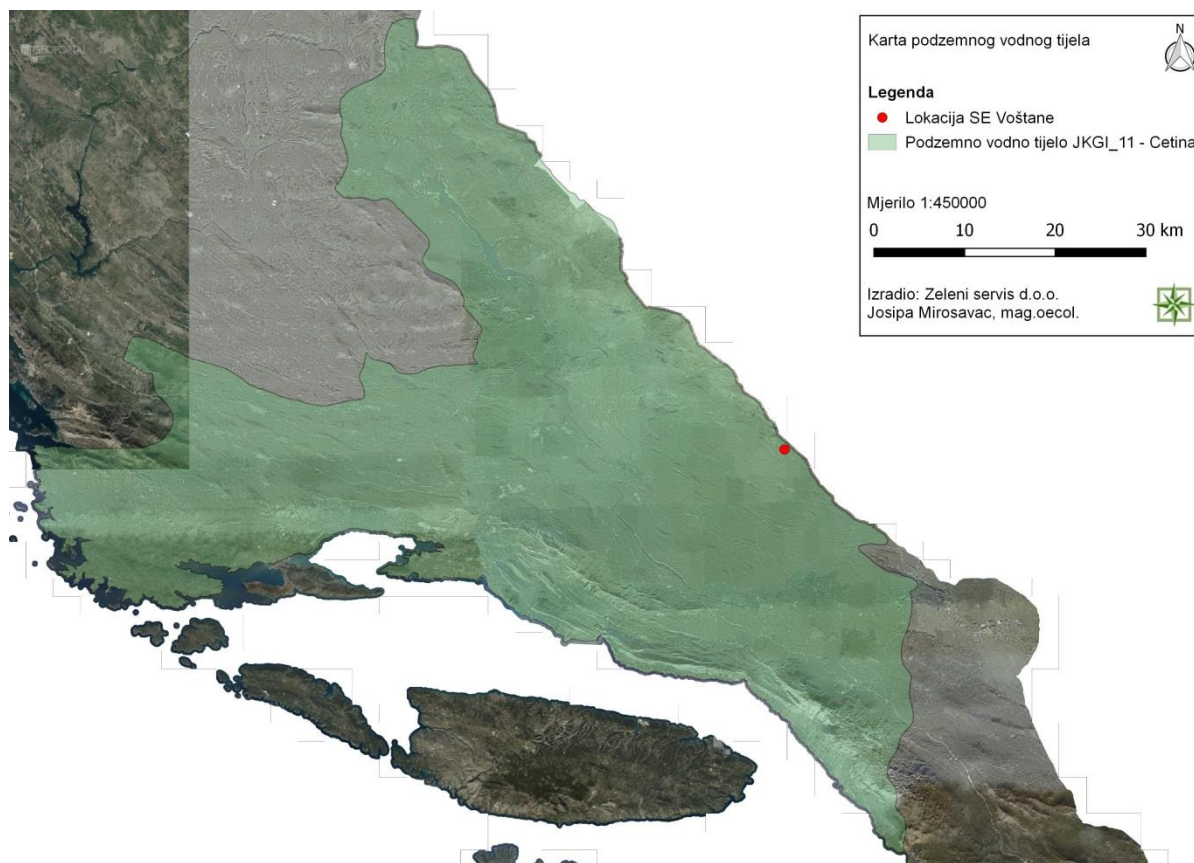 GEOPORTAL
Karta podzemnog vodnog tijela
N
Legenda
Lokacija SE Voštane
Podzemno vodno tijelo JKGI_11 - Cetina
Mjerilo 1:450000
0 10 20 30 km
Izradio: Zeleni servis d.o.o.
Josipa Mirosavac, mag.oecol.